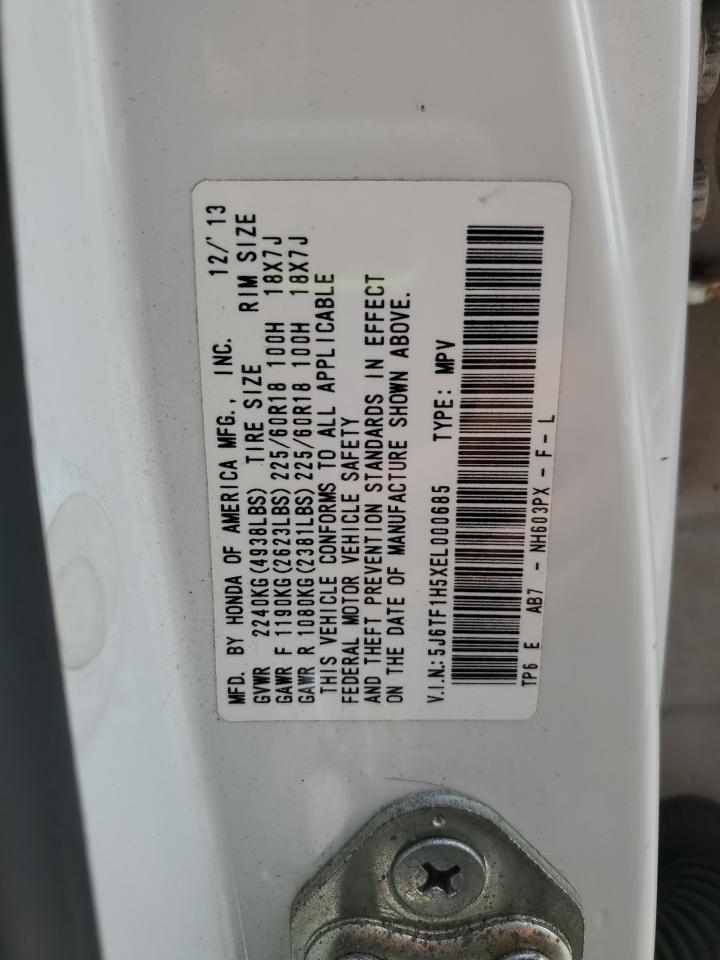 MFD. BY HONDA OF AMERICA MFG., INC. 12/'13
GVWR 2240KG(4938LBS) TIRE SIZE RIM SIZE
GAWR F 1190KG(2623LBS) 225/60R18 100H 18X7J
GAWR R 1080KG(2381LBS) 225/60R18 100H 18X7J
THIS VEHICLE CONFORMS TO ALL APPLICABLE
FEDERAL MOTOR VEHICLE SAFETY
AND THEFT PREVENTION STANDARDS IN EFFECT
ON THE DATE OF MANUFACTURE SHOWN ABOVE.
V.I.N.: 5J6TF1H5XEL000685 TYPE: MPV
TP6 E AB7 - NH603PX - F - L